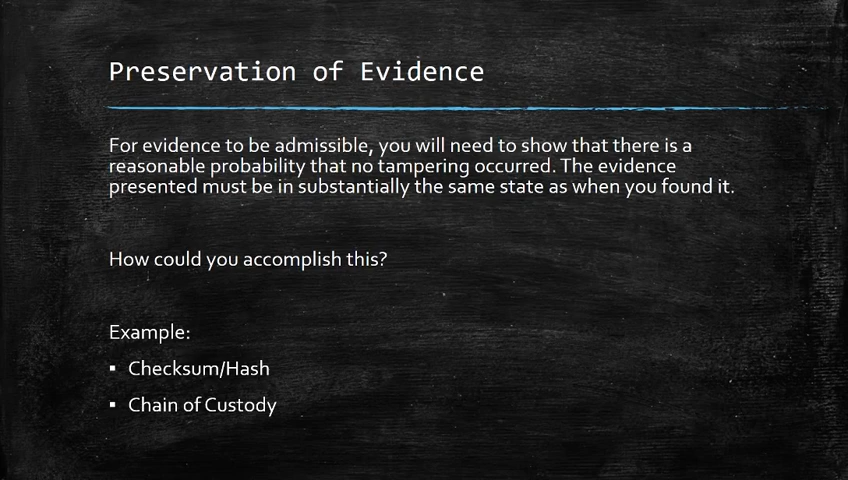 Preservation of Evidence
For evidence to be admissible, you will need to show that there is a
reasonable probability that no tampering occurred. The evidence
presented must be in substantially the same state as when you found it.
How could you accomplish this?
Example:
▪ Checksum/Hash
▪ Chain of Custody